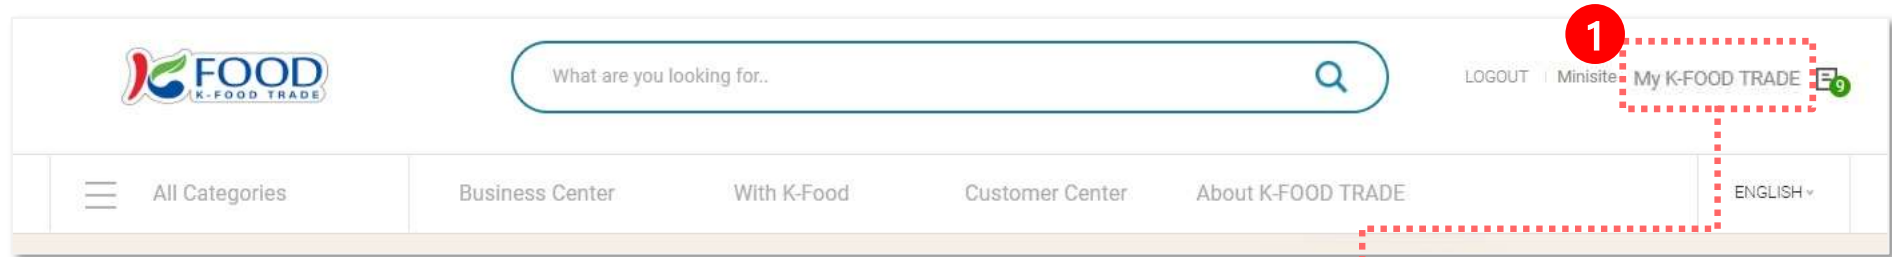 1
FOOD
K-FOOD TRADE
What are you looking for..
LOGOUT
Minisite
My K-FOOD TRADE
9
All Categories
Business Center
With K-Food
Customer Center
About K-FOOD TRADE
ENGLISH